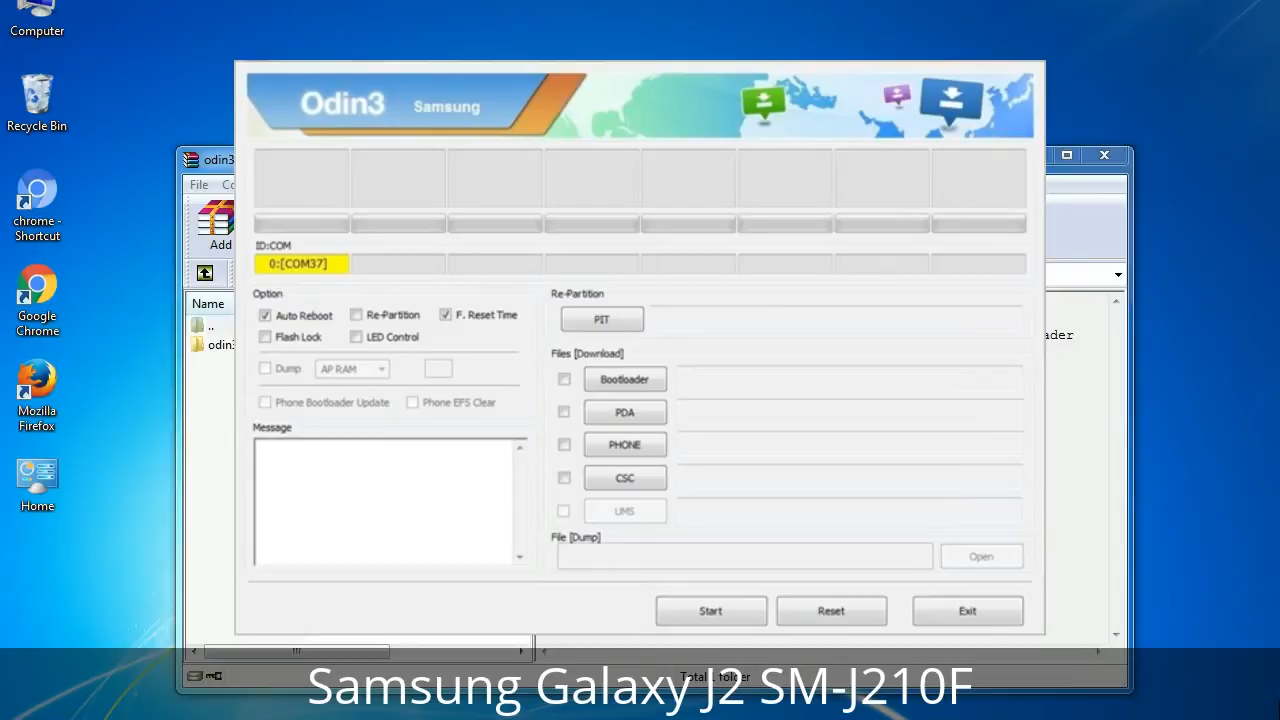 Computer
Recycle Bin
chrome -
Shortcut
Google
Chrome
Mozilla
Firefox
Home
odin3
File
Add
Name
..
odin3
Odin3 Samsung
ID:COM
0:[COM37]
Option
Auto Reboot Re-Partition F. Reset Time
Flash Lock LED Control
Dump AP RAM
Phone Bootloader Update Phone EFS Clear
Message
Re-Partition
PIT
Files [Download]
Bootloader
PDA
PHONE
CSC
UMS
File [Dump]
Open
Start Reset Exit
Samsung Galaxy J2 SM-J210F